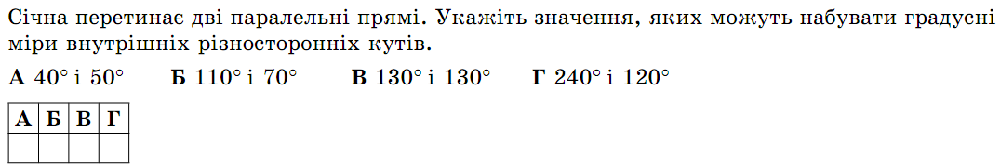 Січна перетинає дві паралельні прямі. Укажіть значення, яких можуть набувати градусні
міри внутрішніх різносторонніх кутів.
А 40° і 50° Б 110° і 70° В 130° і 130° Г 240° і 120°
А Б В Г